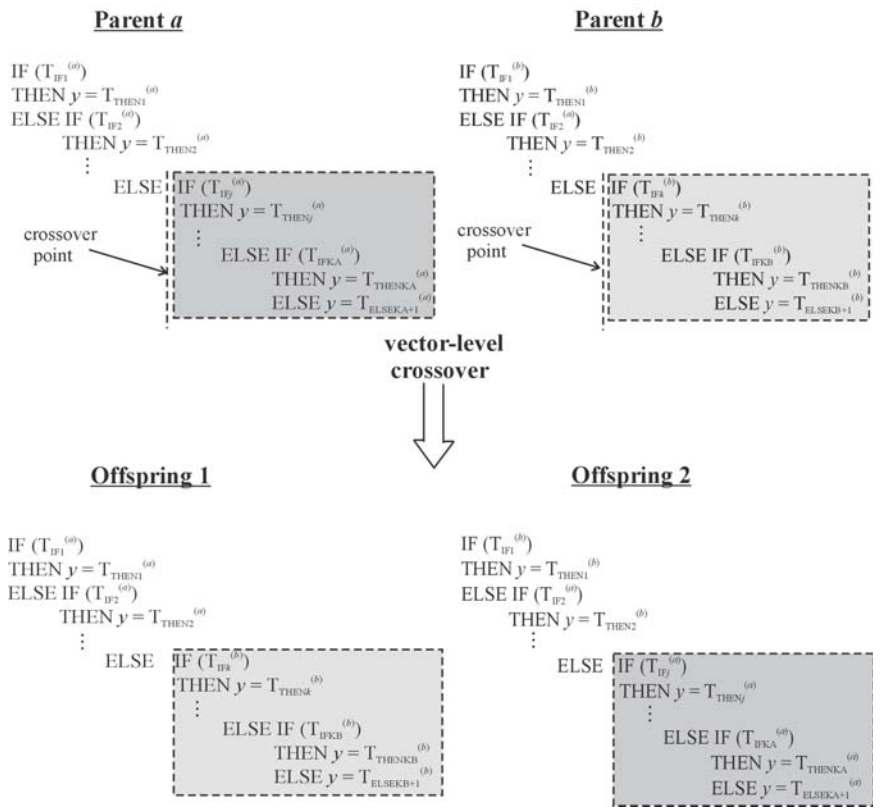 Parent a
IF (T_IF1^(a))
THEN y = T_THEN1^(a)
ELSE IF (T_IF2^(a))
THEN y = T_THEN2^(a)
⋮
ELSE IF (T_IFj^(a))
THEN y = T_THENj^(a)
⋮
ELSE IF (T_IFKA^(a))
THEN y = T_THENKA^(a)
ELSE y = T_ELSEKA+1^(a)
crossover
point
Parent b
IF (T_IF1^(b))
THEN y = T_THEN1^(b)
ELSE IF (T_IF2^(a))
THEN y = T_THEN2^(b)
⋮
ELSE IF (T_IFk^(b))
THEN y = T_THENk^(b)
⋮
ELSE IF (T_IFKB^(b))
THEN y = T_THENKB^(b)
ELSE y = T_ELSEKB+1^(b)
crossover
point
vector-level
crossover
Offspring 1
IF (T_IF1^(a))
THEN y = T_THEN1^(a)
ELSE IF (T_IF2^(a))
THEN y = T_THEN2^(a)
⋮
ELSE IF (T_IFk^(b))
THEN y = T_THENk^(b)
⋮
ELSE IF (T_IFKB^(b))
THEN y = T_THENKB^(b)
ELSE y = T_ELSEKB+1^(b)
Offspring 2
IF (T_IF1^(b))
THEN y = T_THEN1^(b)
ELSE IF (T_IF2^(a))
THEN y = T_THEN2^(b)
⋮
ELSE IF (T_IFj^(a))
THEN y = T_THENj^(a)
⋮
ELSE IF (T_IFKA^(a))
THEN y = T_THENKA^(a)
ELSE y = T_ELSEKA+1^(a)